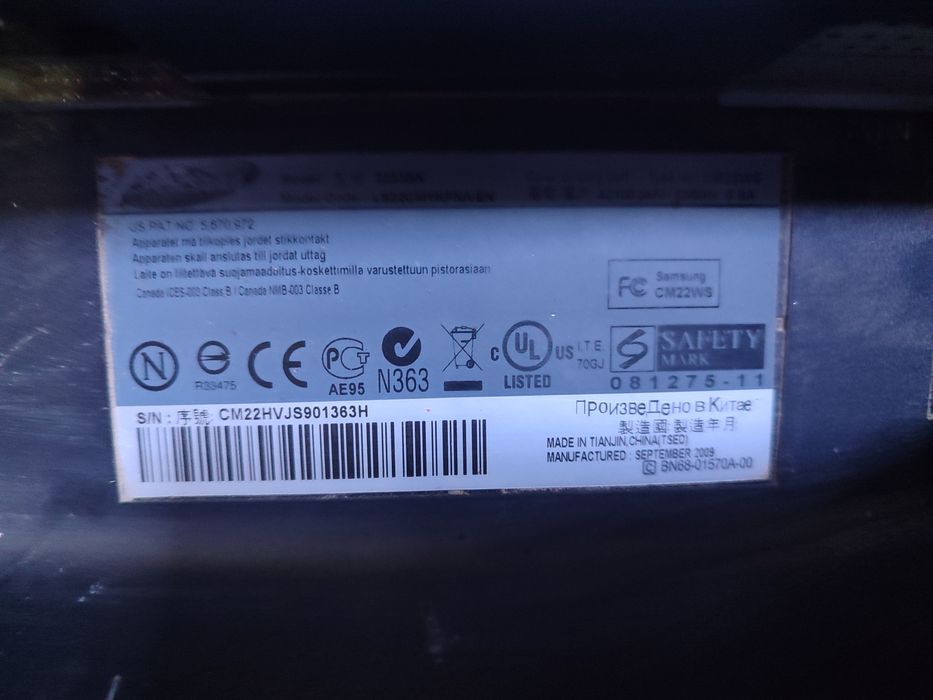 Model Code:
US PAT NO: 5,670,972
Apparatet må tilkoples jordet stikkontakt
Apparaten skall anslutas till jordat uttag
Laite on liitettävä suojamaadoitus-koskettimilla varustettuun pistorasiaan
Canada ICES-003 Class B / Canada NMB-003 Classe B
FC Samsung
CM22WS
N
R33475
CE
PCT
AE95
N363
c UL US
LISTED
I.T.E.
70GJ
S SAFETY
MARK
081275-11
S/N : 序號 CM22HVJS901363H
Произведено в Китае
製造國 製造年月
MADE IN TIANJIN,CHINA(TSED)
MANUFACTURED : SEPTEMBER 2009
C BN68-01570A-00